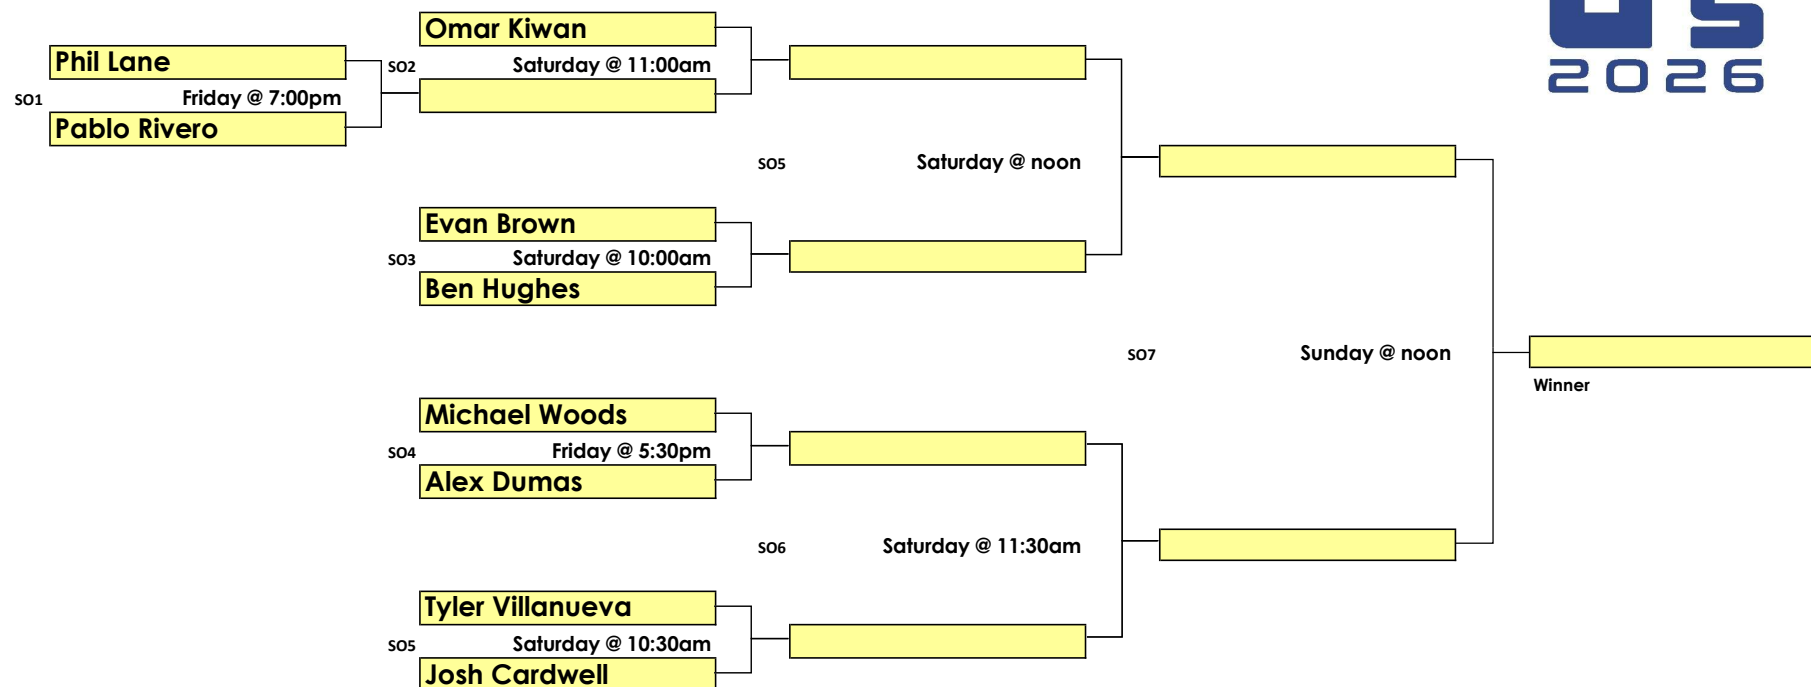 Omar Kiwan
Phil Lane
SO2 Saturday @ 11:00am
SO1 Friday @ 7:00pm
Pablo Rivero
2026
SO5 Saturday @ noon
Evan Brown
SO3 Saturday @ 10:00am
Ben Hughes
SO7 Sunday @ noon
Winner
Michael Woods
SO4 Friday @ 5:30pm
Alex Dumas
SO6 Saturday @ 11:30am
Tyler Villanueva
SO5 Saturday @ 10:30am
Josh Cardwell